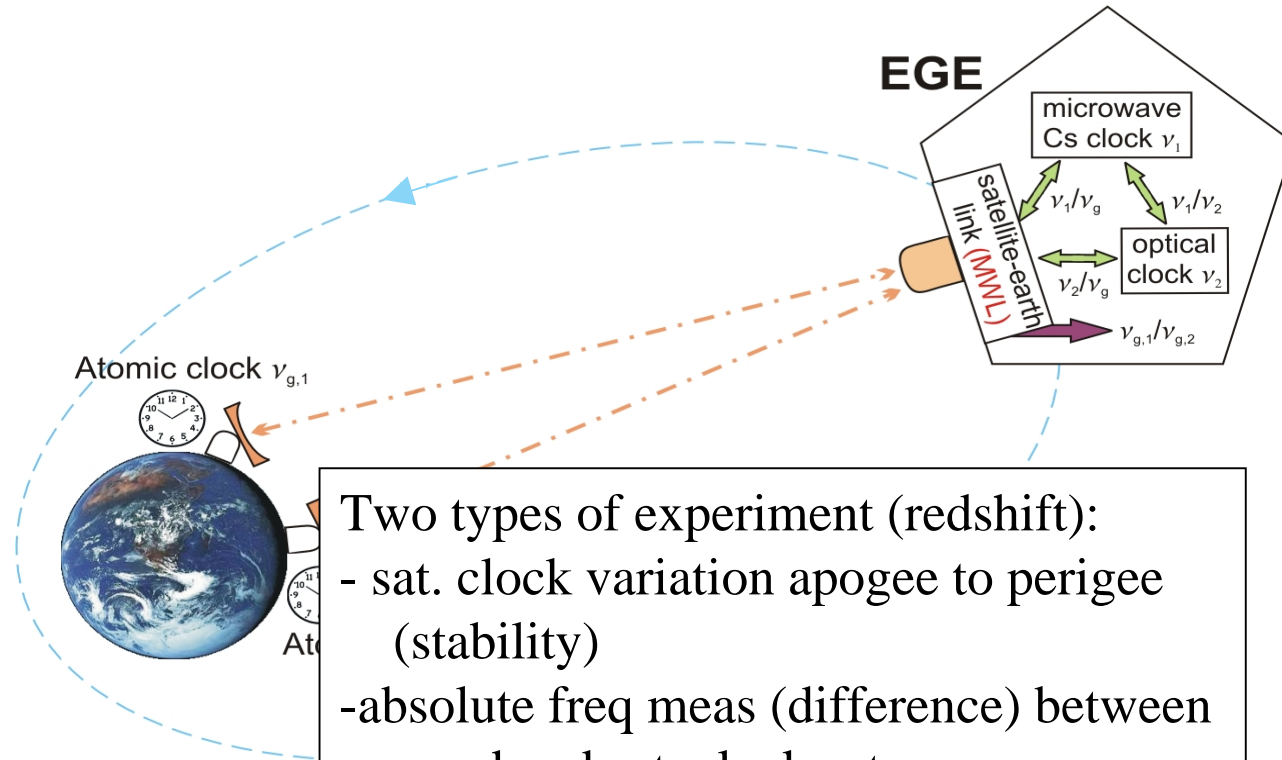 EGE
microwave
Cs clock ν₁
satellite-earth
link (MWL)
ν₁/νg
ν₁/ν₂
optical
clock ν₂
ν₂/νg
νg,1/νg,2
Atomic clock νg,1
Two types of experiment (redshift):
- sat. clock variation apogee to perigee
(stability)
-absolute freq meas (difference) between